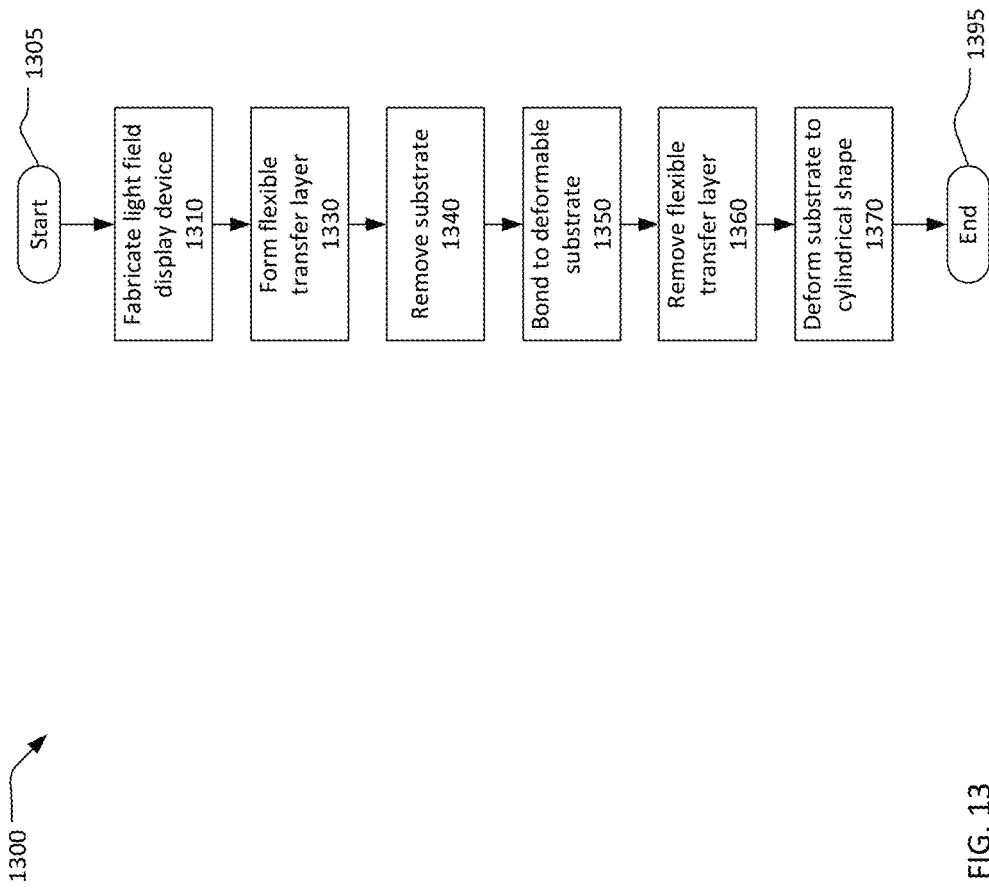 1300
Start
1305
Fabricate light field
display device
1310
Form flexible
transfer layer
1330
Remove substrate
1340
Bond to deformable
substrate
1350
Remove flexible
transfer layer
1360
Deform substrate to
cylindrical shape
1370
End
1395
FIG. 13